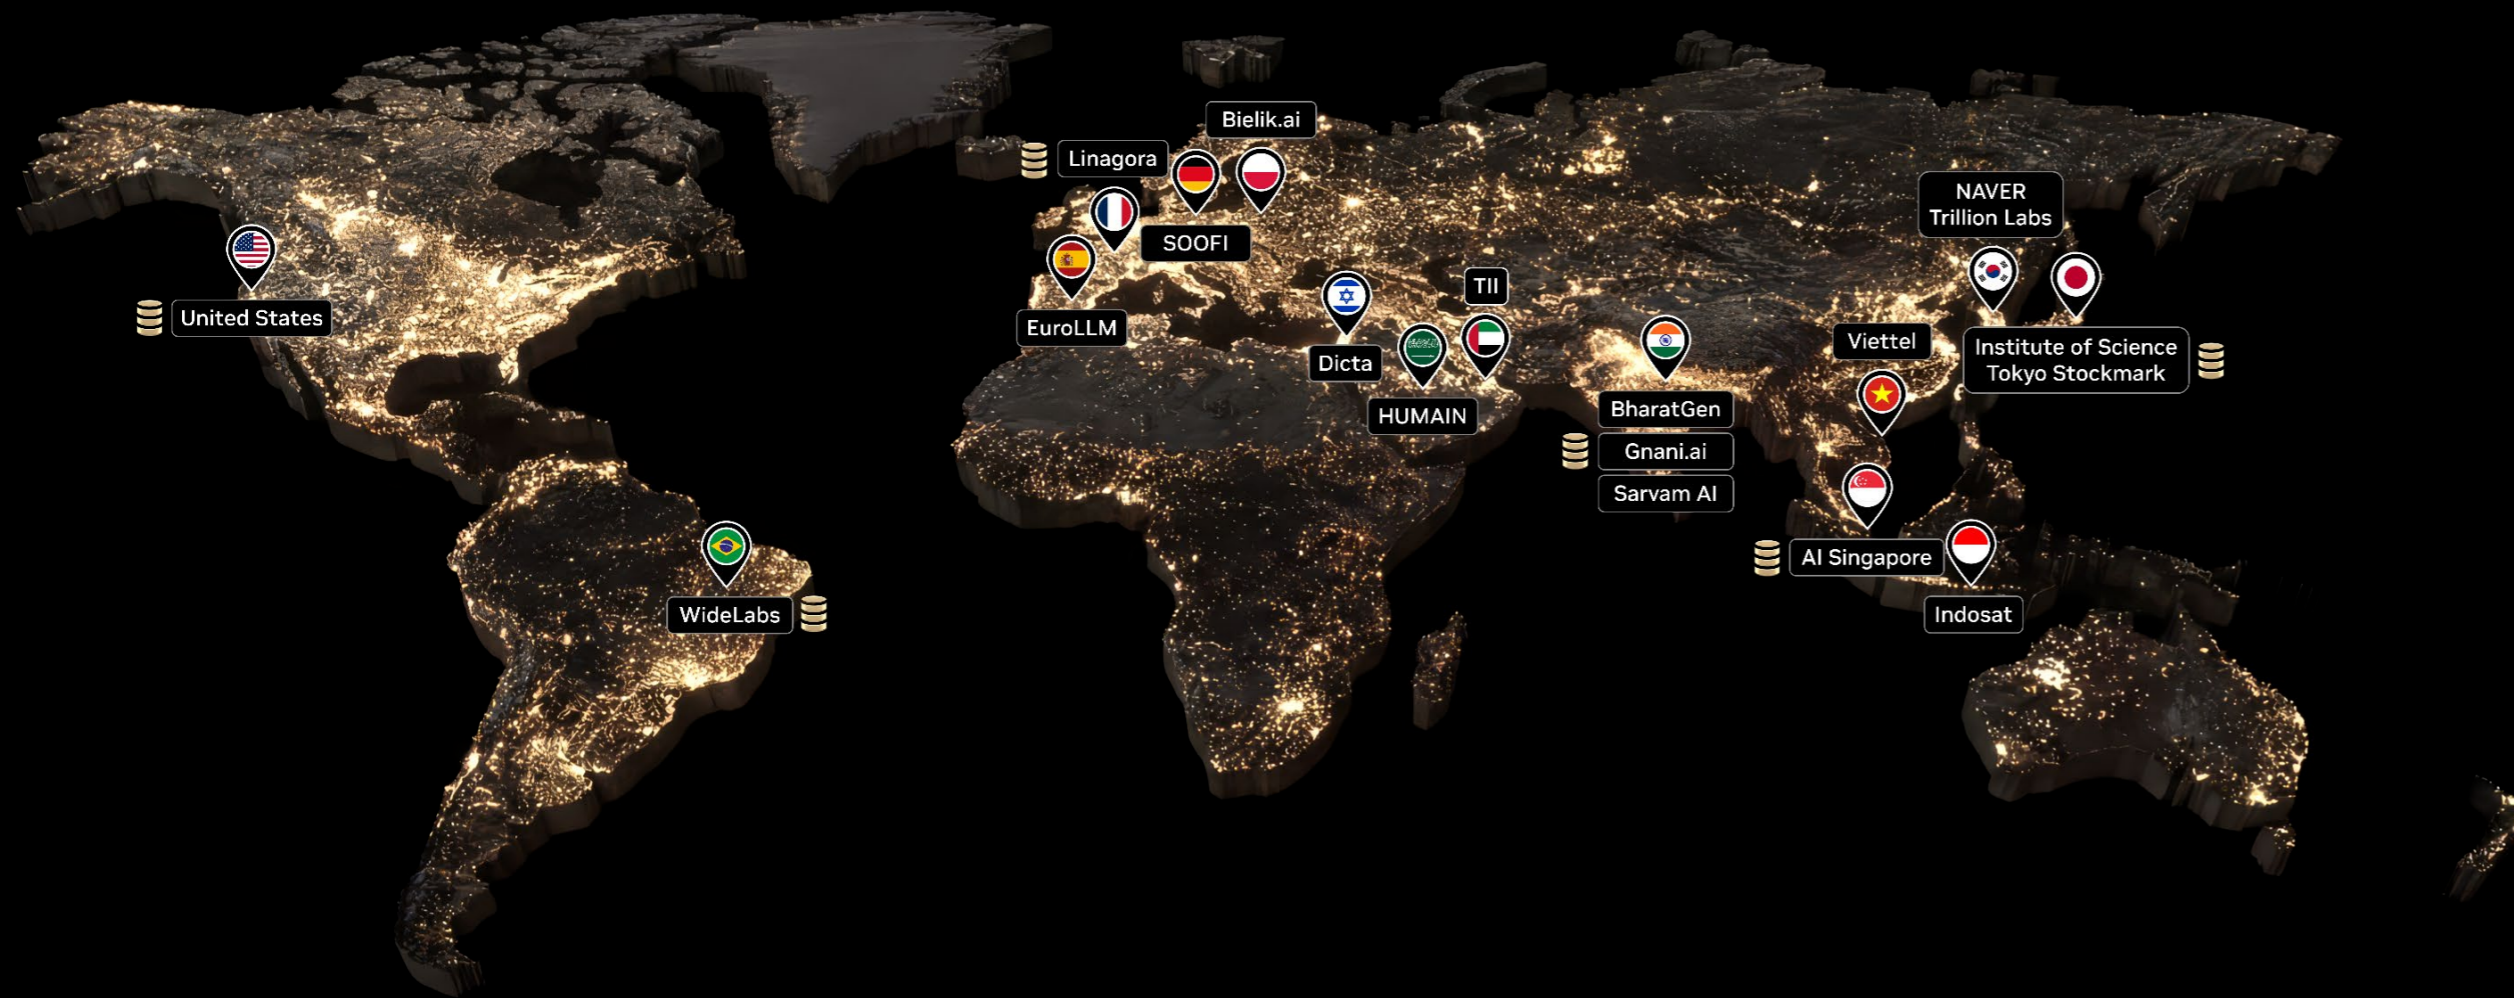 Bielik.ai
Linagora
NAVER
Trillion Labs
SOOFI
TII
United States
EuroLLM
Viettel
Institute of Science
Tokyo Stockmark
Dicta
HUMAIN
BharatGen
Gnani.ai
Sarvam AI
AI Singapore
WideLabs
Indosat